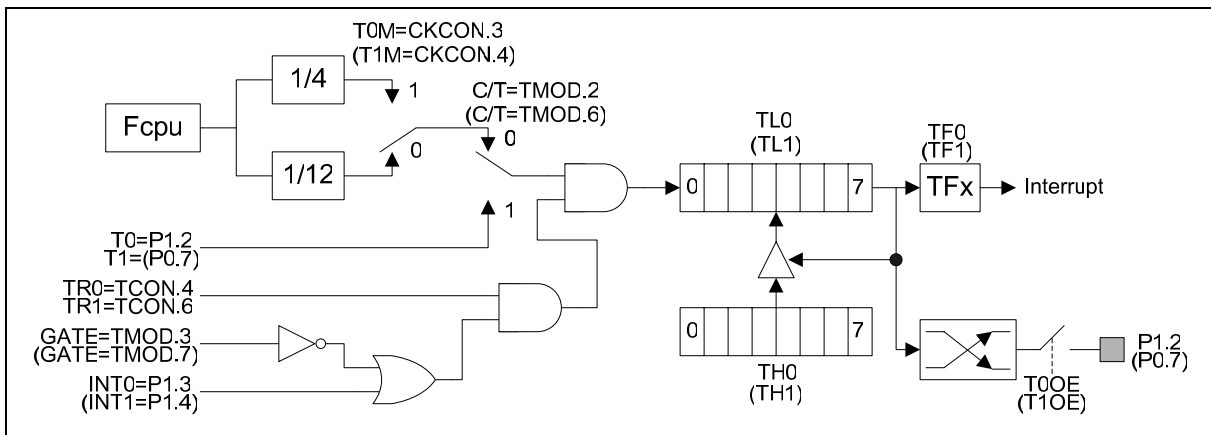 T0M=CKCON.3
(T1M=CKCON.4)
1/4
1
C/T=TMOD.2
(C/T=TMOD.6)
Fcpu
0
0
1/12
1
TL0
(TL1)
0
7
TF0
(TF1)
TFx
Interrupt
T0=P1.2
T1=(P0.7)
TR0=TCON.4
TR1=TCON.6
GATE=TMOD.3
(GATE=TMOD.7)
INT0=P1.3
(INT1=P1.4)
0
7
TH0
(TH1)
P1.2
(P0.7)
T0OE
(T1OE)